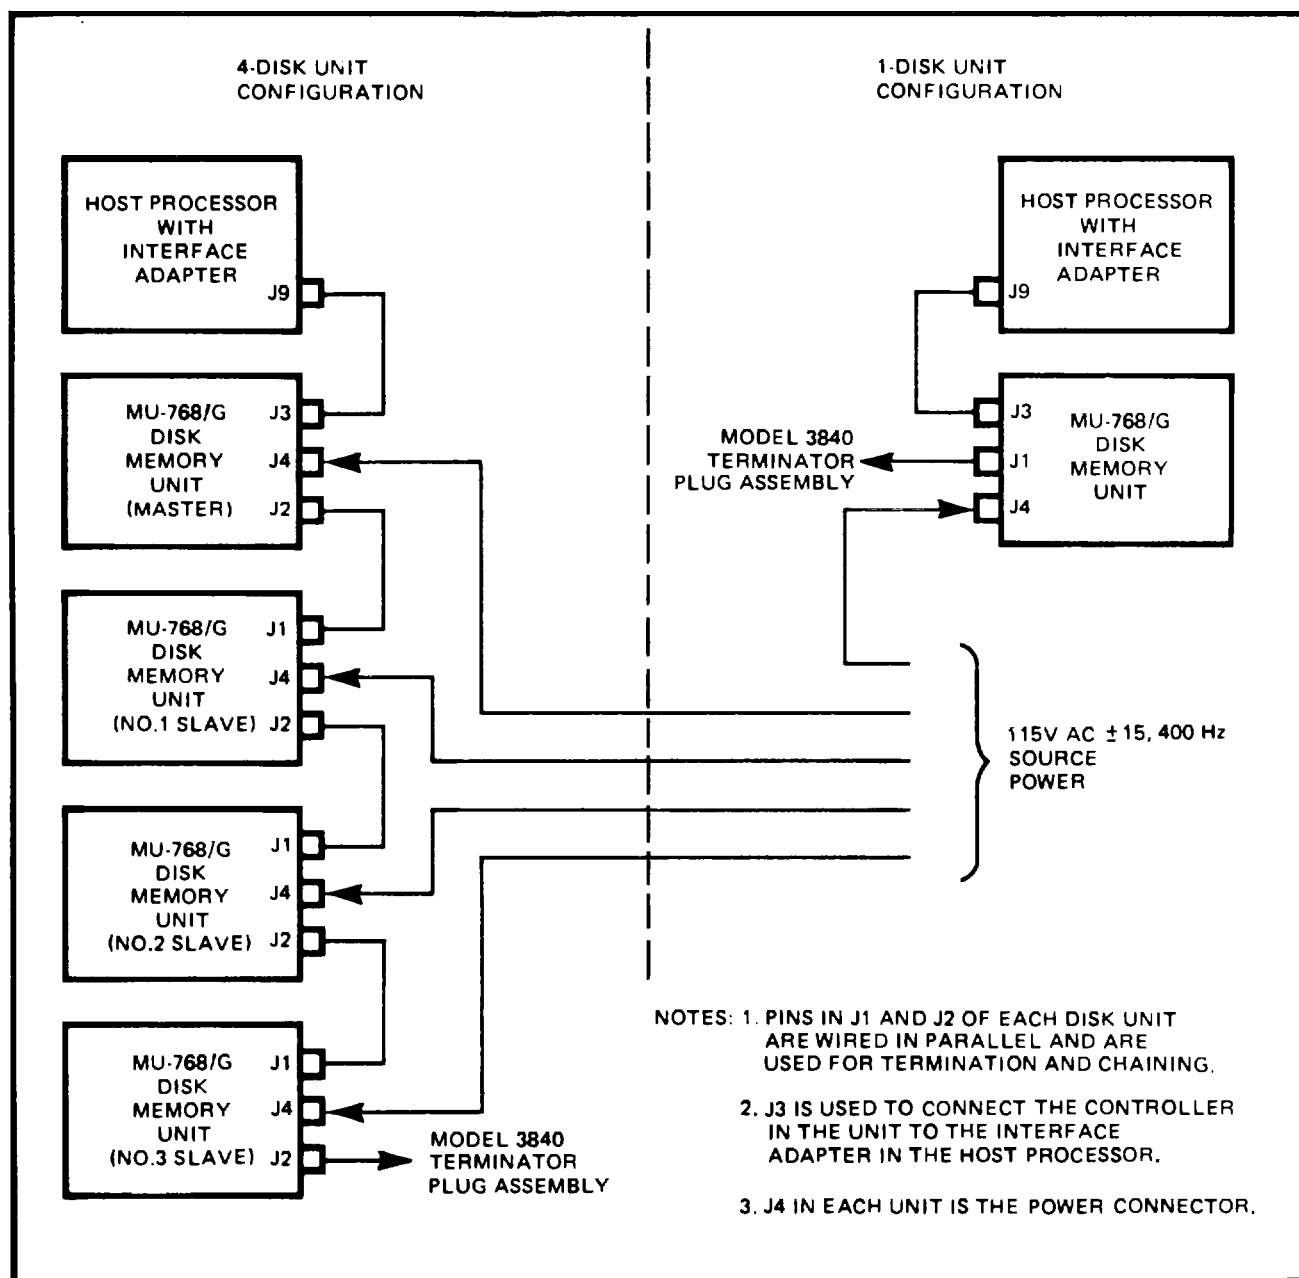 4-DISK UNIT
CONFIGURATION
HOST PROCESSOR
WITH
INTERFACE
ADAPTER
J9
MU-768/G
DISK
MEMORY
UNIT
(MASTER)
J3
J4
J2
MU-768/G
DISK
MEMORY
UNIT
(NO.1 SLAVE)
J1
J4
J2
MU-768/G
DISK
MEMORY
UNIT
(NO.2 SLAVE)
J1
J4
J2
MU-768/G
DISK
MEMORY
UNIT
(NO.3 SLAVE)
J1
J4
J2
MODEL 3840
TERMINATOR
PLUG ASSEMBLY
1-DISK UNIT
CONFIGURATION
HOST PROCESSOR
WITH
INTERFACE
ADAPTER
J9
J3
J1
J4
MU-768/G
DISK
MEMORY
UNIT
MODEL 3840
TERMINATOR
PLUG ASSEMBLY
115V AC ±15, 400 Hz
SOURCE
POWER
NOTES: 1. PINS IN J1 AND J2 OF EACH DISK UNIT
ARE WIRED IN PARALLEL AND ARE
USED FOR TERMINATION AND CHAINING.
2. J3 IS USED TO CONNECT THE CONTROLLER
IN THE UNIT TO THE INTERFACE
ADAPTER IN THE HOST PROCESSOR.
3. J4 IN EACH UNIT IS THE POWER CONNECTOR.